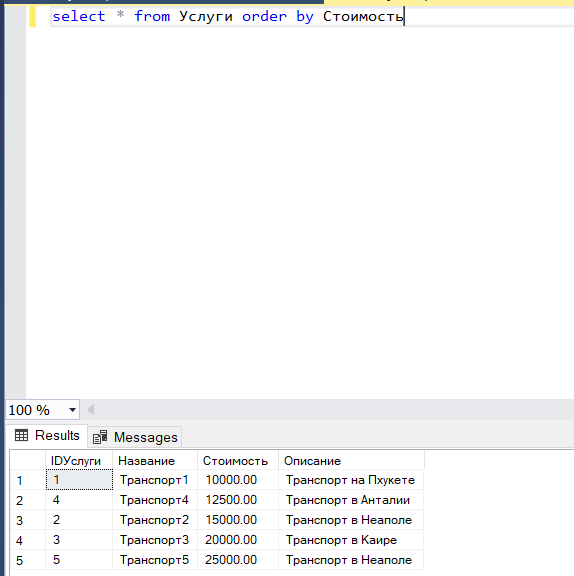 select * from Услуги order by Стоимость
100 %
Results Messages
IDУслуги Название Стоимость Описание
1 1 Транспорт1 10000.00 Транспорт на Пхукете
2 4 Транспорт4 12500.00 Транспорт в Анталии
3 2 Транспорт2 15000.00 Транспорт в Неаполе
4 3 Транспорт3 20000.00 Транспорт в Каире
5 5 Транспорт5 25000.00 Транспорт в Неаполе